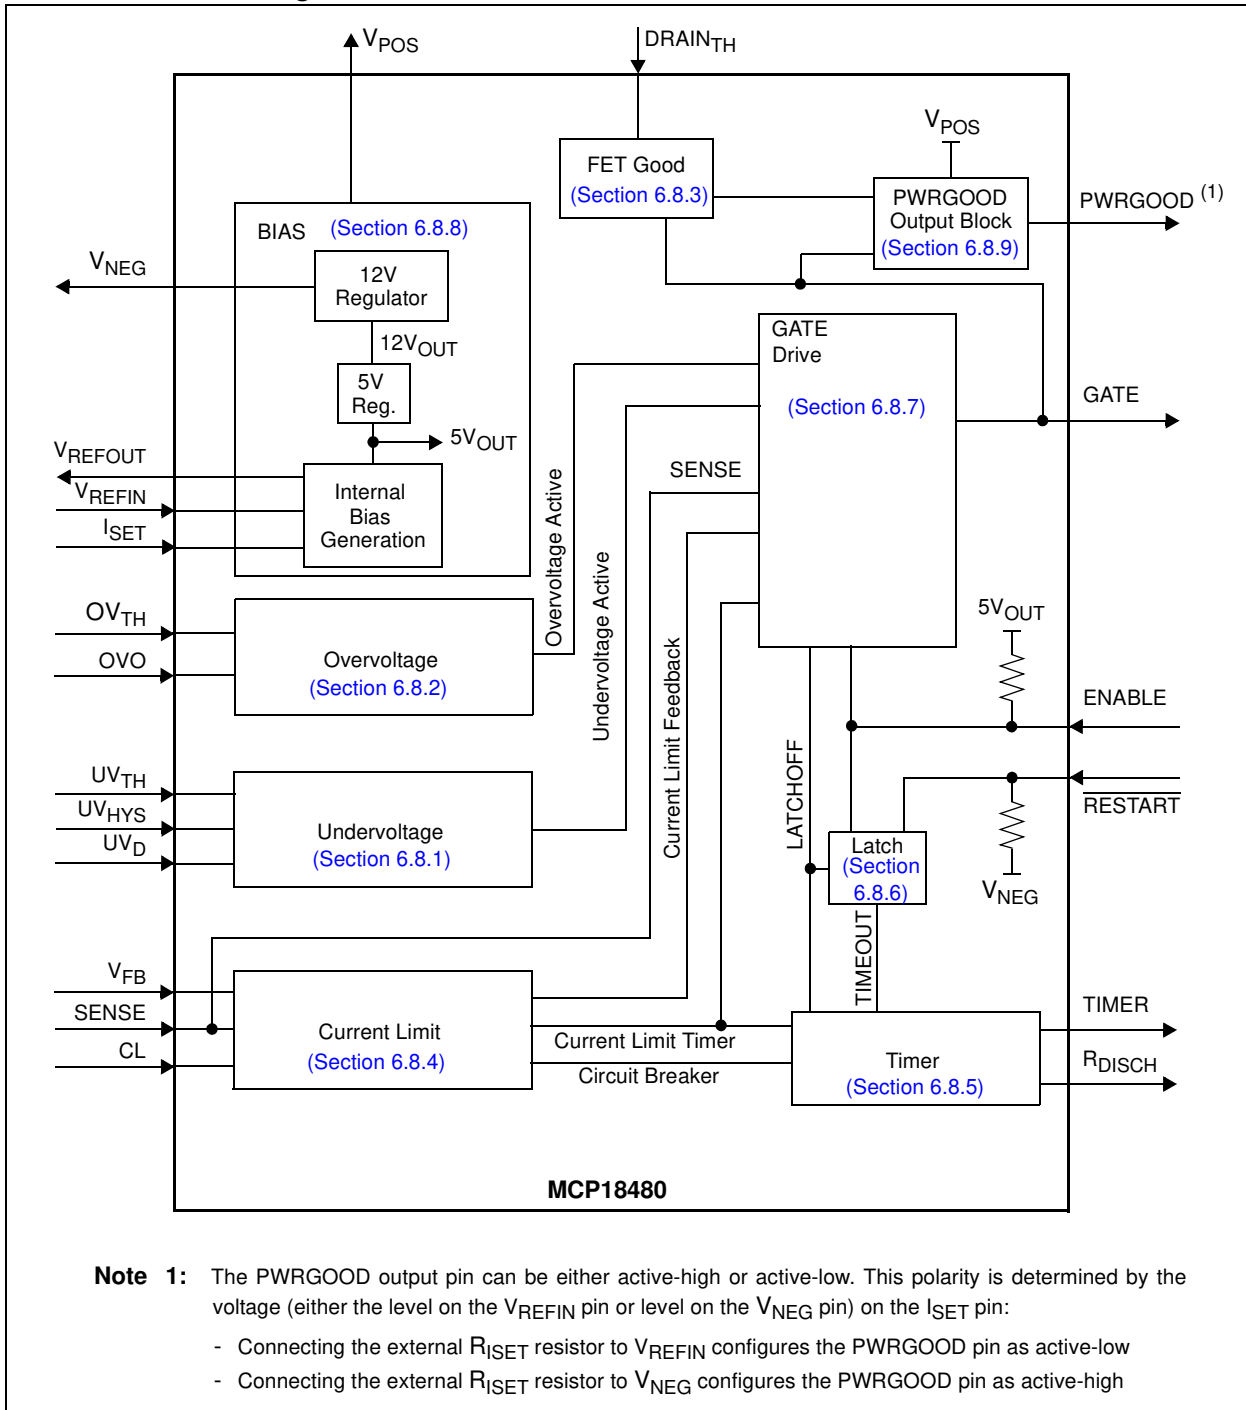 VPOS
DRAINTH
FET Good
(Section 6.8.3)
VPOS
PWRGOOD
Output Block
(Section 6.8.9)
PWRGOOD (1)
BIAS (Section 6.8.8)
VNEG
12V
Regulator
12VOUT
5V
Reg.
5VOUT
VREFOUT
VREFIN
ISET
Internal
Bias
Generation
GATE
Drive
(Section 6.8.7)
GATE
SENSE
Overvoltage Active
Undervoltage Active
Current Limit Feedback
OVTH
OVO
Overvoltage
(Section 6.8.2)
5VOUT
ENABLE
RESTART
VNEG
LATCHOFF
Latch
(Section
6.8.6)
TIMEOUT
UVTH
UVHYS
UVD
Undervoltage
(Section 6.8.1)
VFB
SENSE
CL
Current Limit
(Section 6.8.4)
Current Limit Timer
Circuit Breaker
Timer
(Section 6.8.5)
TIMER
RDISCH
MCP18480
Note 1: The PWRGOOD output pin can be either active-high or active-low. This polarity is determined by the
voltage (either the level on the VREFIN pin or level on the VNEG pin) on the ISET pin:
- Connecting the external RISET resistor to VREFIN configures the PWRGOOD pin as active-low
- Connecting the external RISET resistor to VNEG configures the PWRGOOD pin as active-high